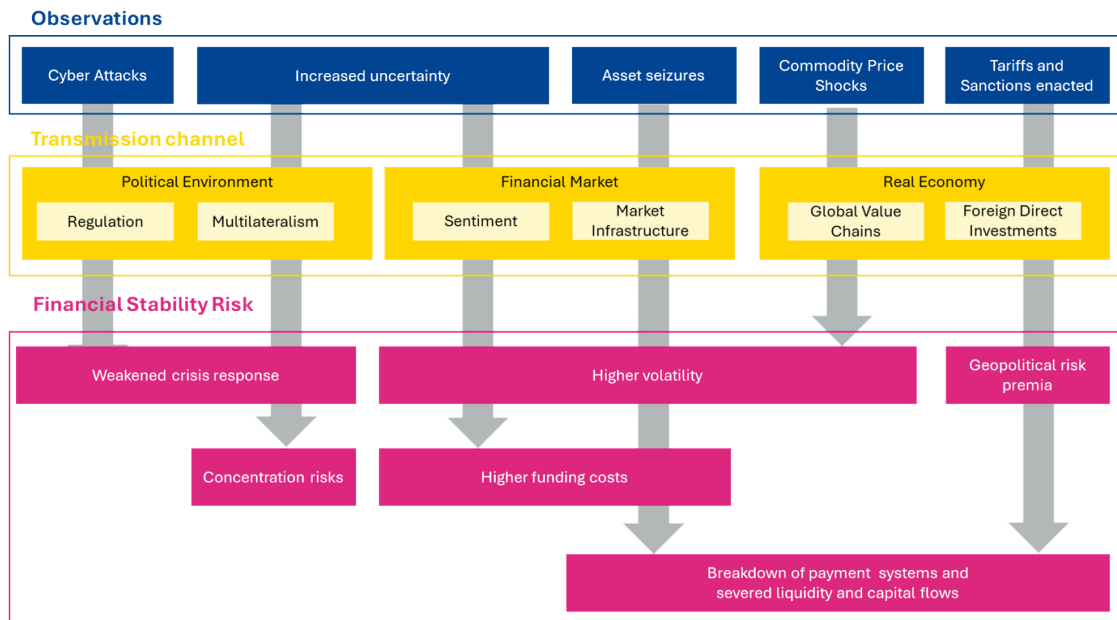 Observations
Cyber Attacks
Increased uncertainty
Asset seizures
Commodity Price
Shocks
Tariffs and
Sanctions enacted
Transmission channel
Political Environment
Regulation
Multilateralism
Financial Market
Sentiment
Market
Infrastructure
Real Economy
Global Value
Chains
Foreign Direct
Investments
Financial Stability Risk
Weakened crisis response
Higher volatility
Geopolitical risk
premia
Concentration risks
Higher funding costs
Breakdown of payment systems and
severed liquidity and capital flows